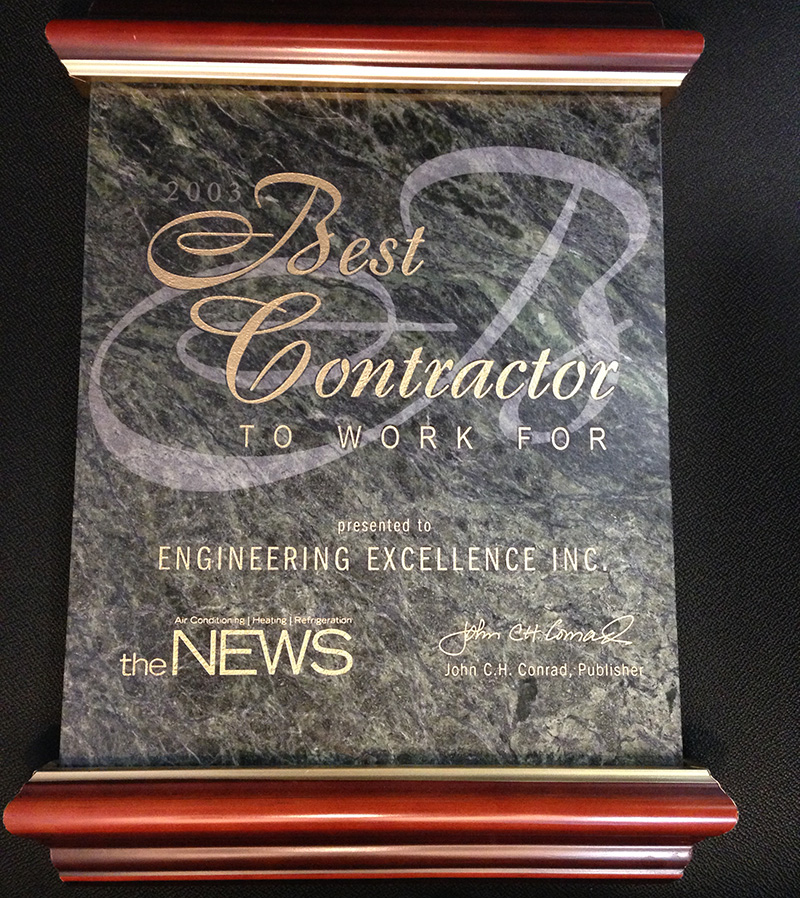 2003
Best
Contractor
TO WORK FOR
presented to
ENGINEERING EXCELLENCE INC.
Air Conditioning | Heating | Refrigeration
the NEWS
John C.H. Conrad
John C.H. Conrad, Publisher